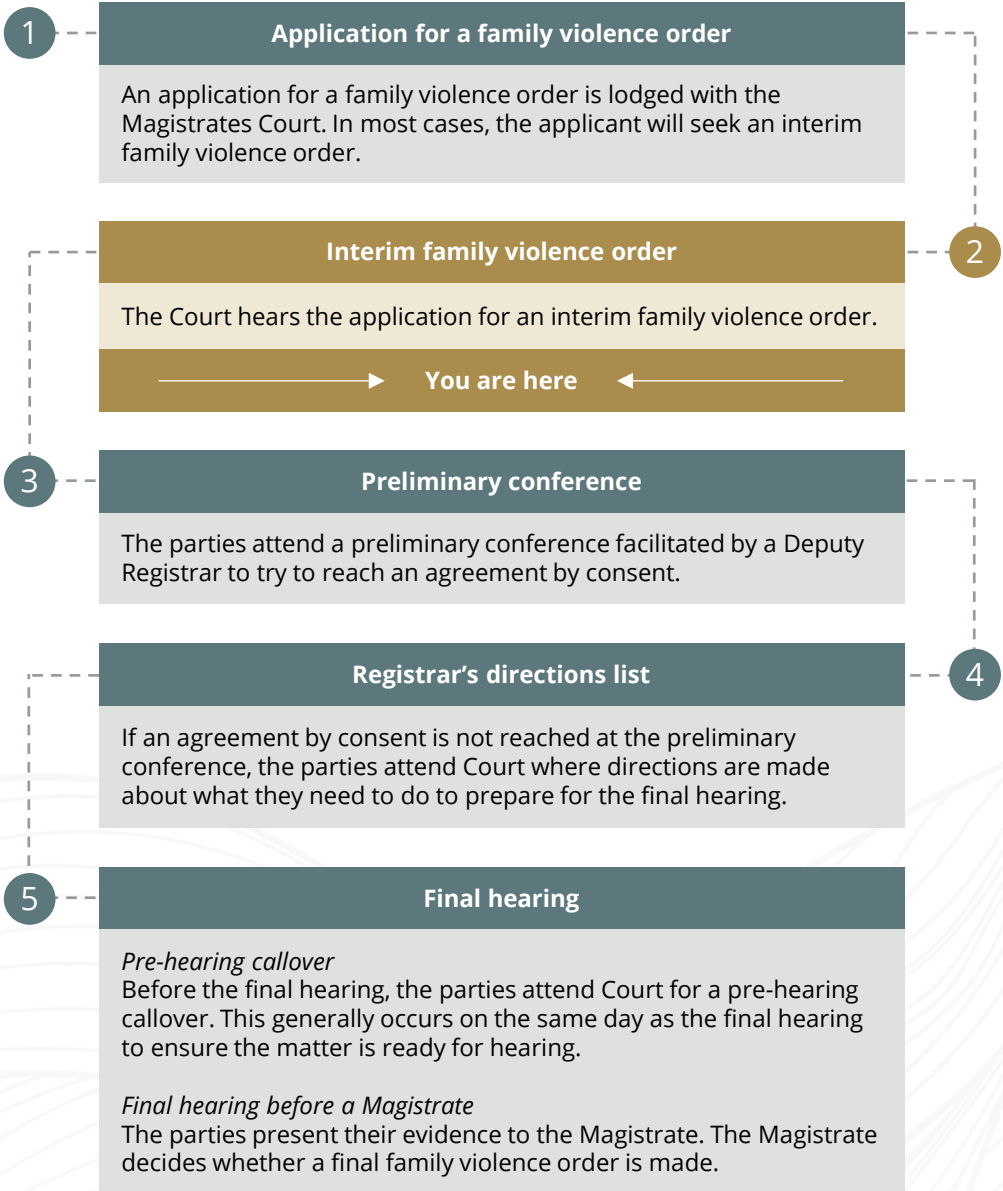 1
Application for a family violence order
An application for a family violence order is lodged with the
Magistrates Court. In most cases, the applicant will seek an interim
family violence order.
2
Interim family violence order
The Court hears the application for an interim family violence order.
You are here
3
Preliminary conference
The parties attend a preliminary conference facilitated by a Deputy
Registrar to try to reach an agreement by consent.
4
Registrar’s directions list
If an agreement by consent is not reached at the preliminary
conference, the parties attend Court where directions are made
about what they need to do to prepare for the final hearing.
5
Final hearing
Pre-hearing callover
Before the final hearing, the parties attend Court for a pre-hearing
callover. This generally occurs on the same day as the final hearing
to ensure the matter is ready for hearing.
Final hearing before a Magistrate
The parties present their evidence to the Magistrate. The Magistrate
decides whether a final family violence order is made.